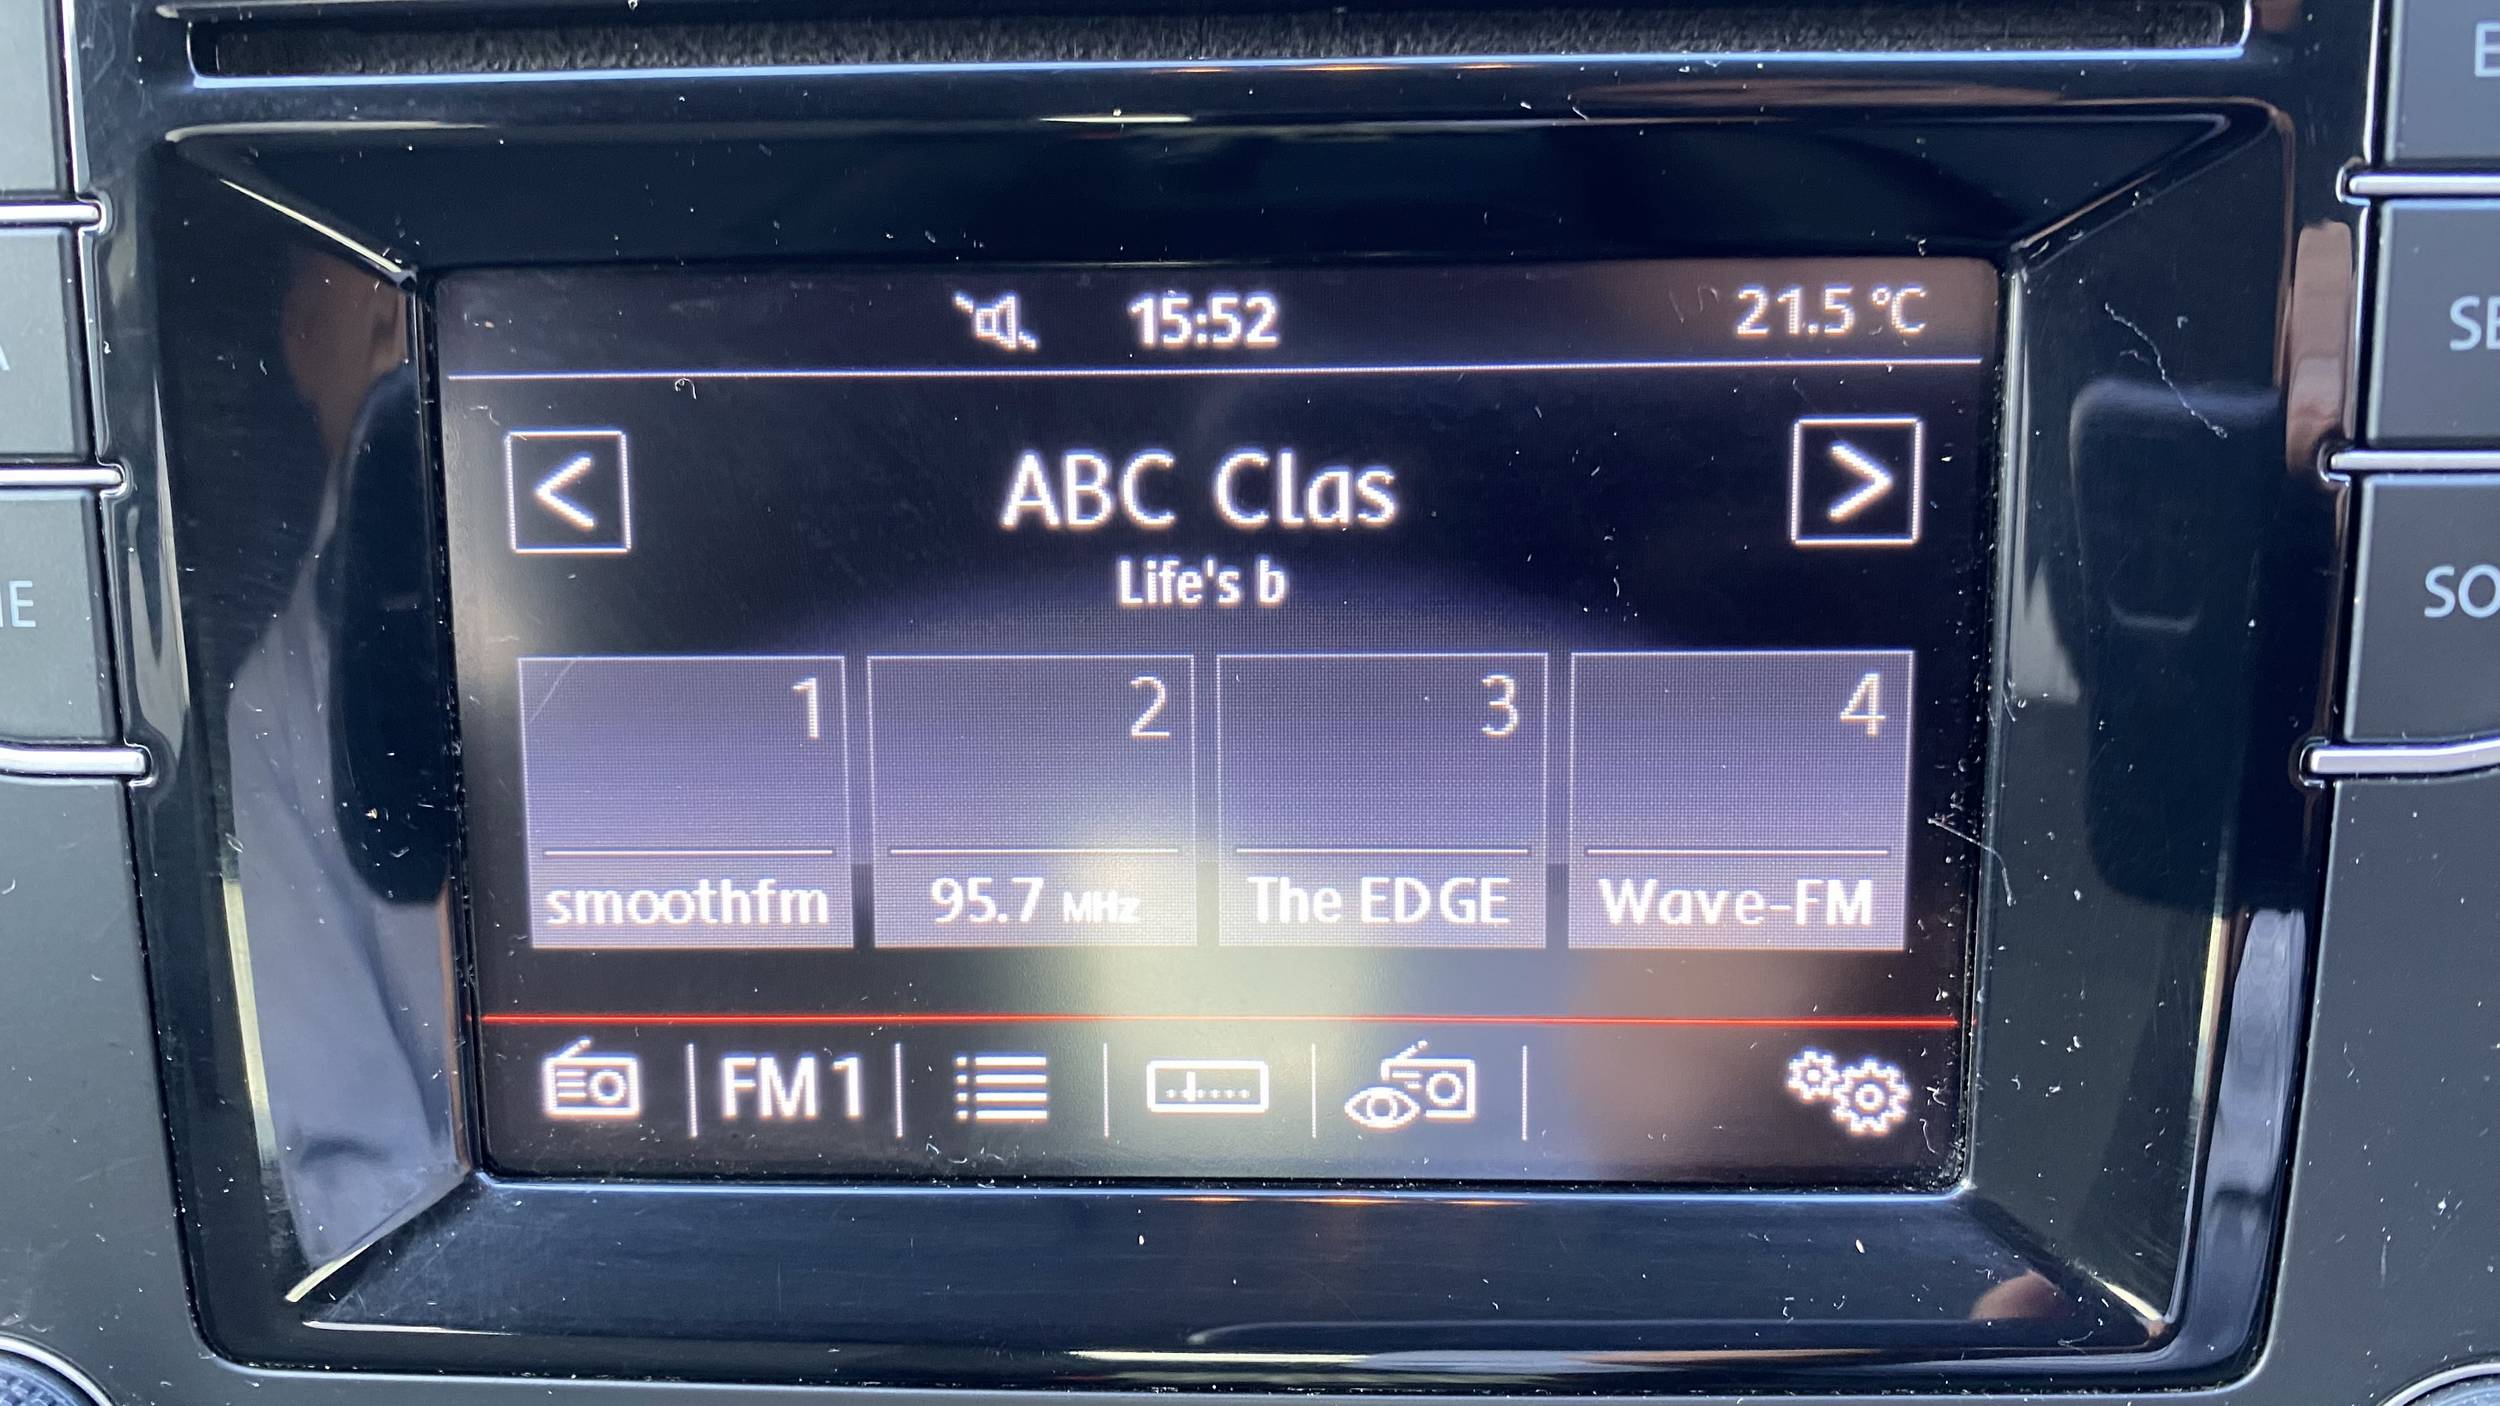 15:52
21.5 °C
< ABC Clas >
Life's b
1
2
3
4
smoothfm
95.7 MHz
The EDGE
Wave-FM
FM1